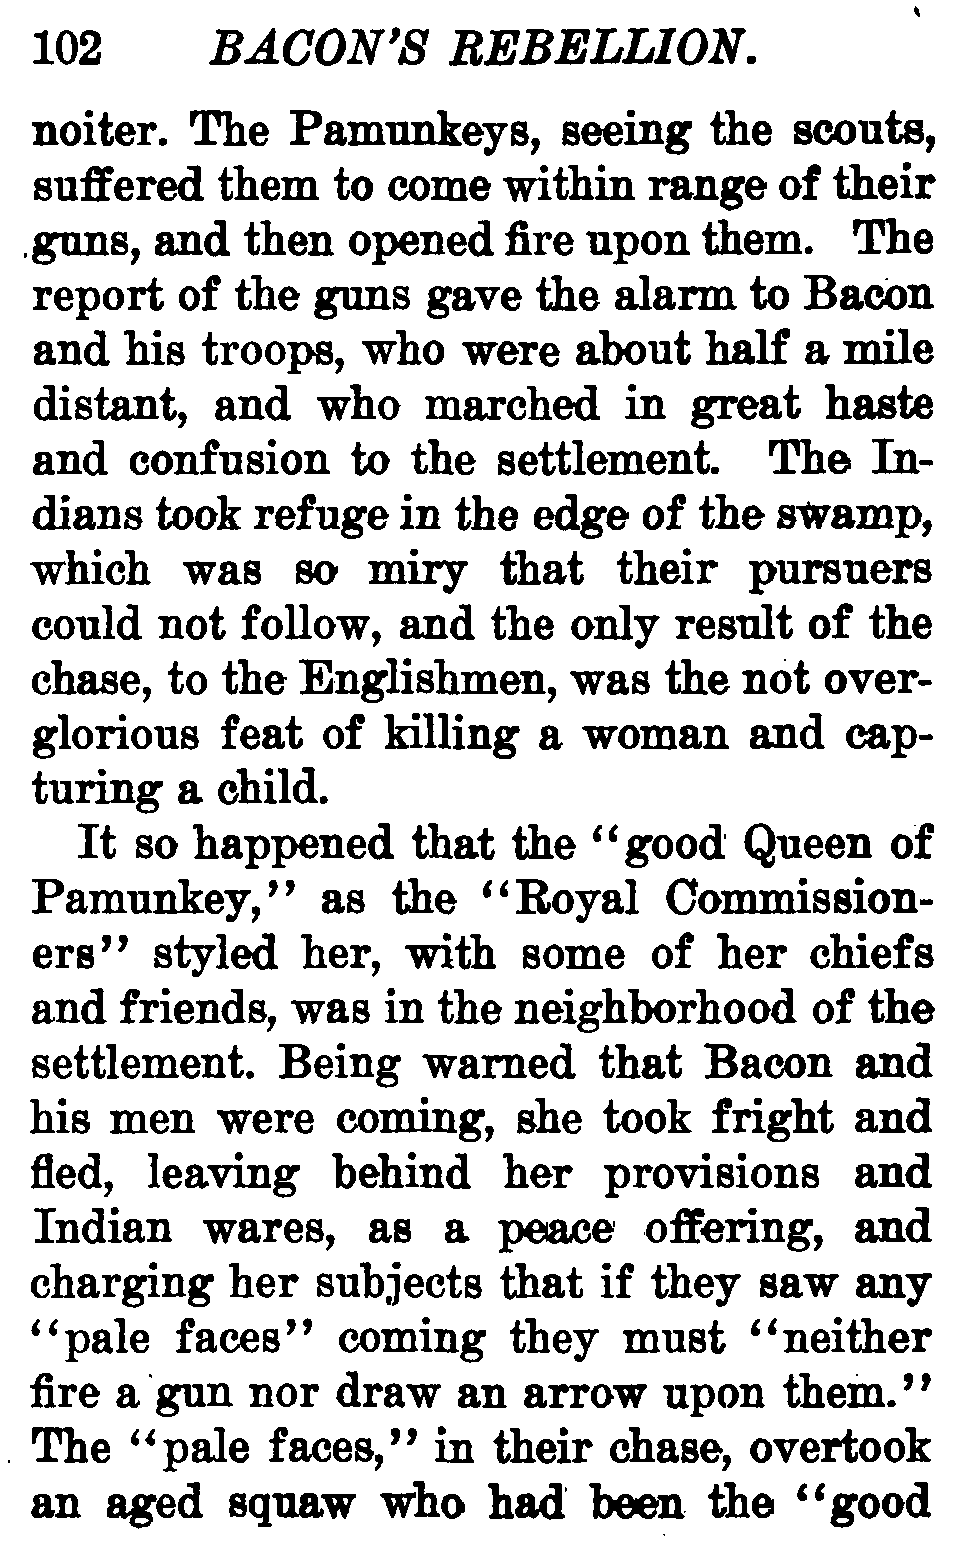 102 BACON'S REBELLION.
noiter. The Pamunkeys, seeing the scouts,
suffered them to come within range of their
guns, and then opened fire upon them. The
report of the guns gave the alarm to Bacon
and his troops, who were about half a mile
distant, and who marched in great haste
and confusion to the settlement. The In-
dians took refuge in the edge of the swamp,
which was so miry that their pursuers
could not follow, and the only result of the
chase, to the Englishmen, was the not over-
glorious feat of killing a woman and cap-
turing a child.
It so happened that the "good Queen of
Pamunkey," as the "Royal Commission-
ers" styled her, with some of her chiefs
and friends, was in the neighborhood of the
settlement. Being warned that Bacon and
his men were coming, she took fright and
fled, leaving behind her provisions and
Indian wares, as a peace offering, and
charging her subjects that if they saw any
"pale faces" coming they must "neither
fire a gun nor draw an arrow upon them."
The "pale faces," in their chase, overtook
an aged squaw who had been the "good